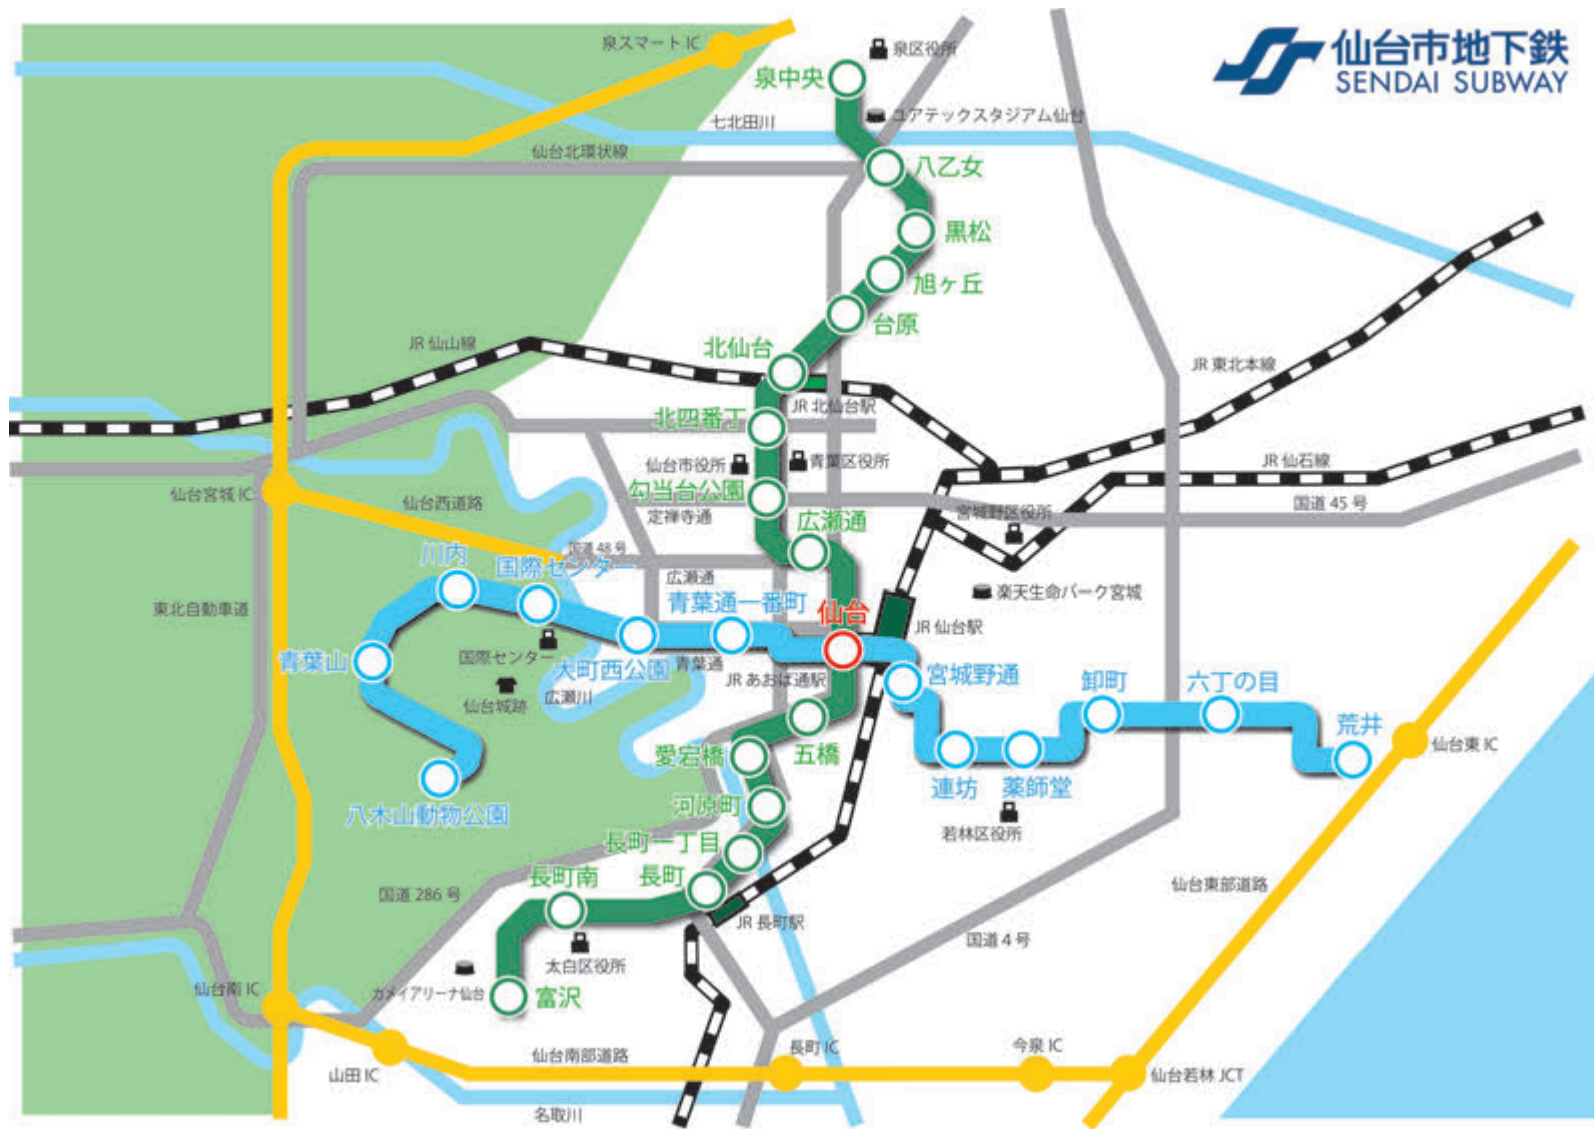 仙台市地下鉄
SENDAI SUBWAY
泉スマート IC
泉区役所
泉中央
ユアテックスタジアム仙台
七北田川
仙台北環状線
八乙女
黒松
旭ヶ丘
台原
JR 仙山線
北仙台
JR 東北本線
JR 北仙台駅
北四番丁
仙台市役所
青葉区役所
JR 仙石線
仙台宮城 IC
仙台西道路
勾当台公園
定禅寺通
国道 45 号
宮城野区役所
広瀬通
川内
国道 48 号
国際センター
広瀬通
楽天生命パーク宮城
東北自動車道
青葉通一番町
仙台
JR 仙台駅
青葉山
国際センター
大町西公園
青葉通
JR あおば通駅
宮城野通
卸町
六丁の目
仙台城跡
広瀬川
荒井
仙台東 IC
愛宕橋
五橋
連坊
薬師堂
八木山動物公園
河原町
若林区役所
長町一丁目
長町南
長町
国道 286 号
仙台東部道路
JR 長町駅
国道 4 号
太白区役所
仙台南 IC
カメイアリーナ仙台
富沢
仙台南部道路
長町 IC
今泉 IC
山田 IC
仙台若林 JCT
名取川